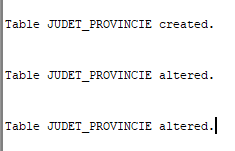 Table JUDET_PROVINCIE created.
Table JUDET_PROVINCIE altered.
Table JUDET_PROVINCIE altered.